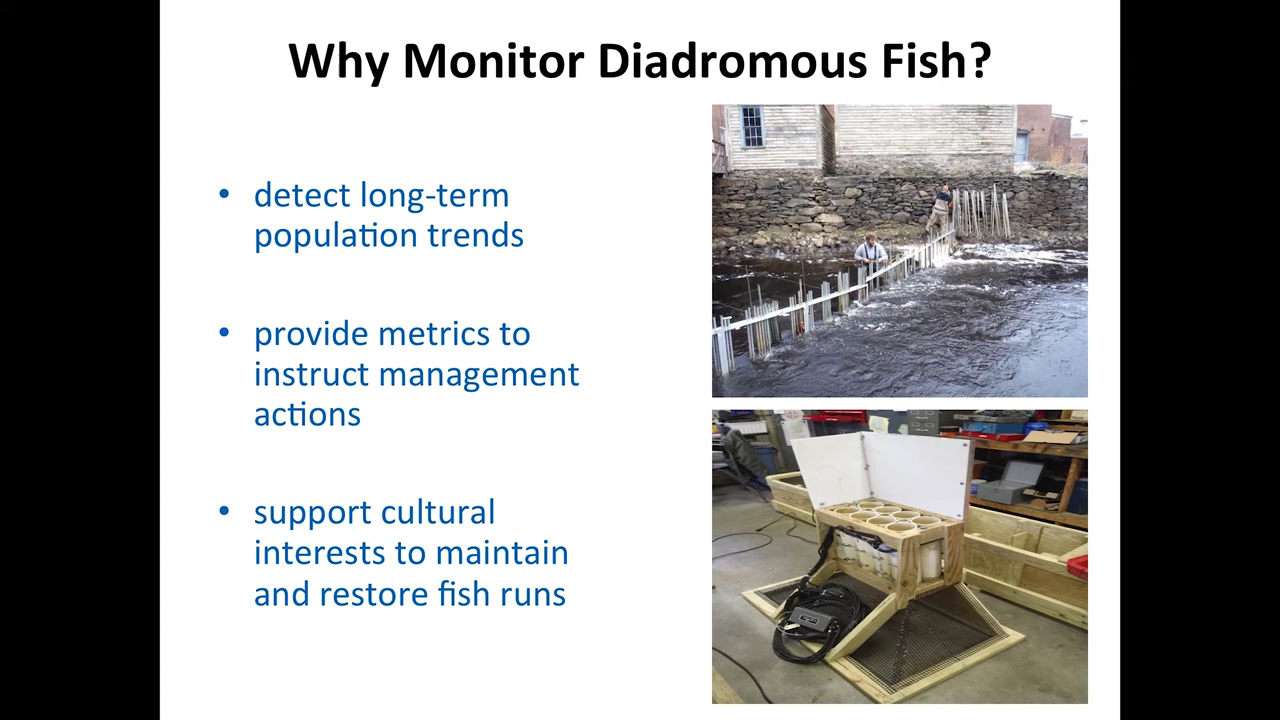 Why Monitor Diadromous Fish?
• detect long-term
population trends
• provide metrics to
instruct management
actions
• support cultural
interests to maintain
and restore fish runs